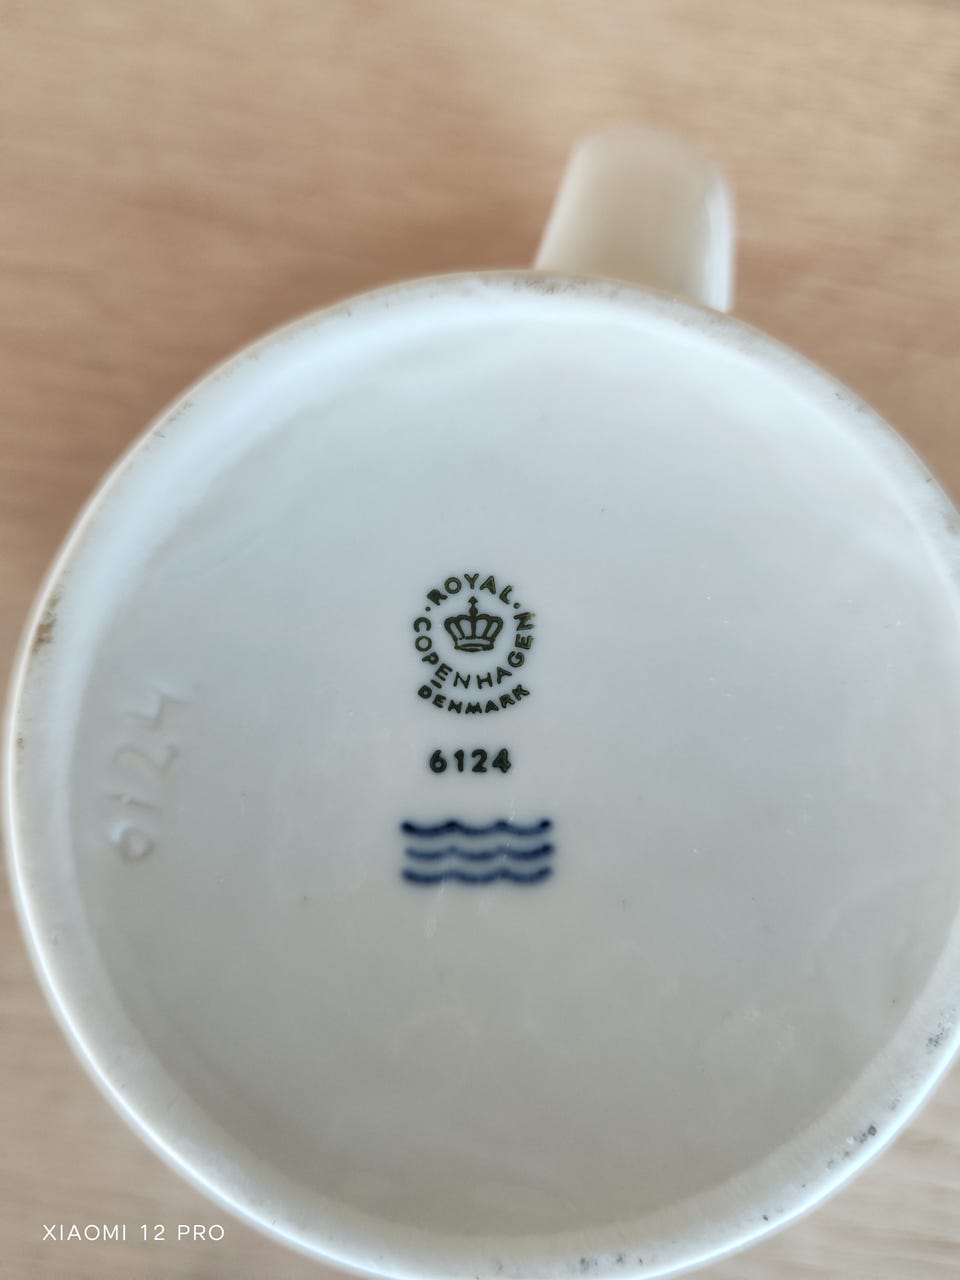 ROYAL
COPENHAGEN
DENMARK
6124
6124
XIAOMI 12 PRO